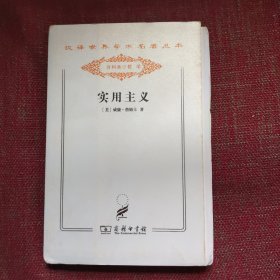 汉译世界学术名著丛书
实用主义
〔美〕威廉·詹姆士 著
商务印书馆